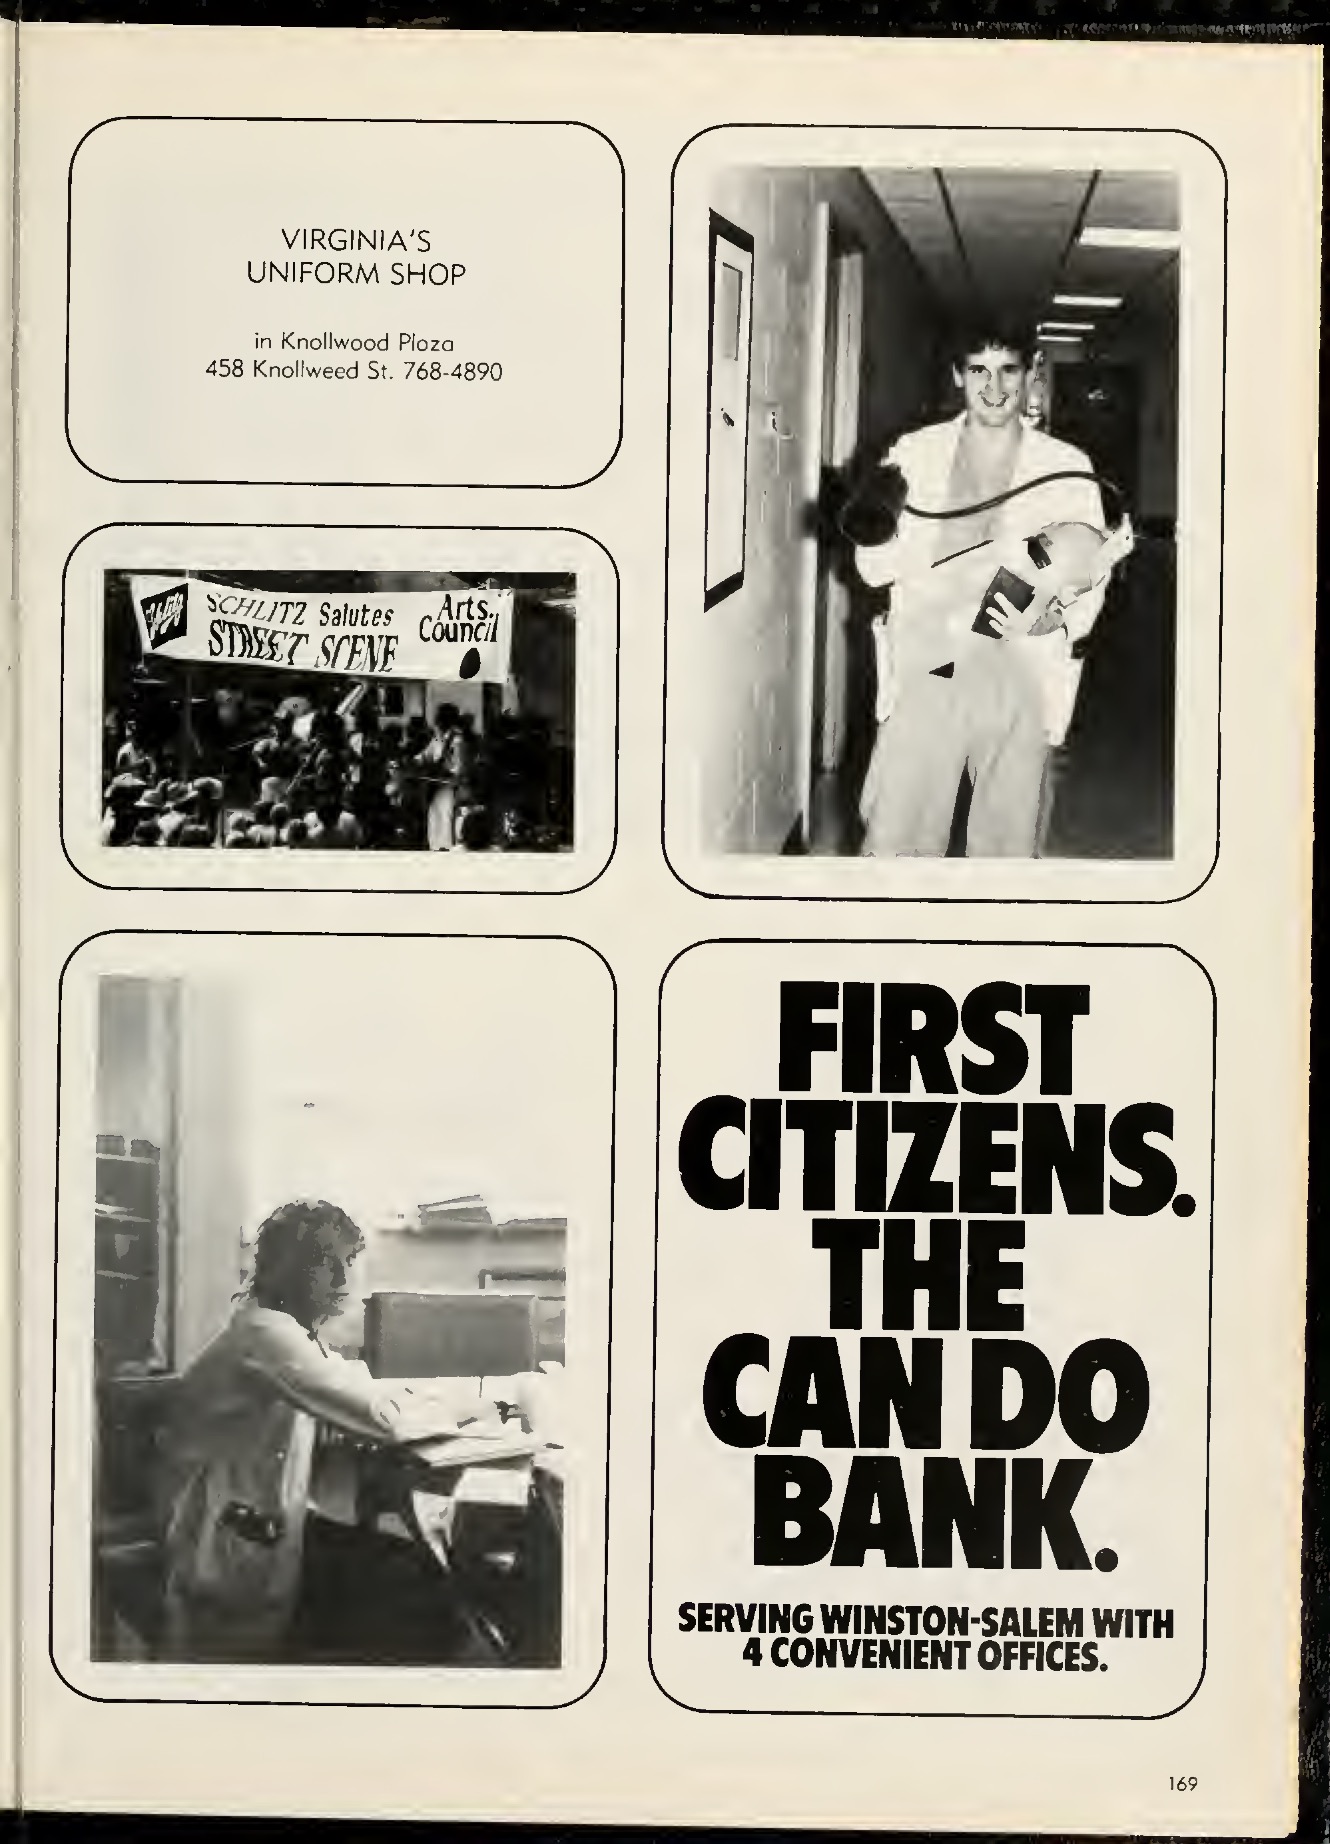 VIRGINIA'S
UNIFORM SHOP
in Knollwood Plaza
458 Knollweed St. 768-4890
SCHLITZ Salutes
STREET SCENE
Arts.
Council
FIRST
CITIZENS.
THE
CAN DO
BANK.
SERVING WINSTON-SALEM WITH
4 CONVENIENT OFFICES.
169